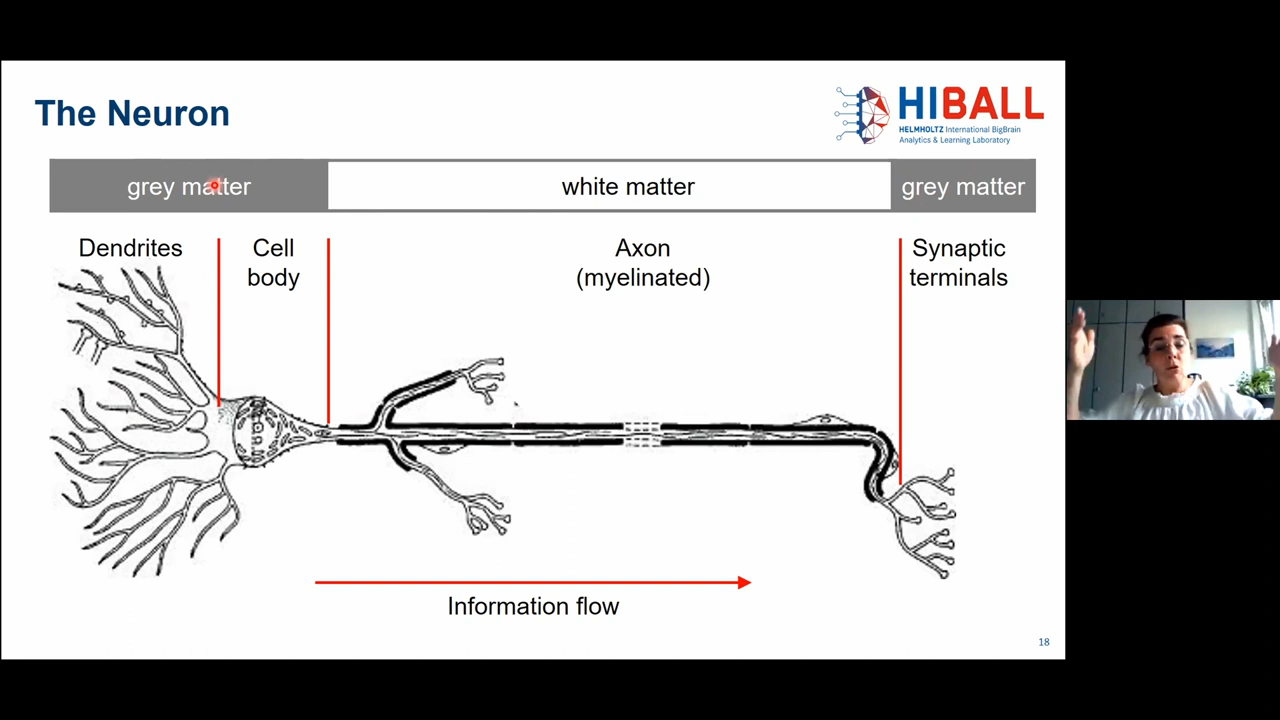 The Neuron
HIBALL
HELMHOLTZ International BigBrain
Analytics & Learning Laboratory
grey matter
white matter
grey matter
Dendrites
Cell
body
Axon
(myelinated)
Synaptic
terminals
Information flow
18